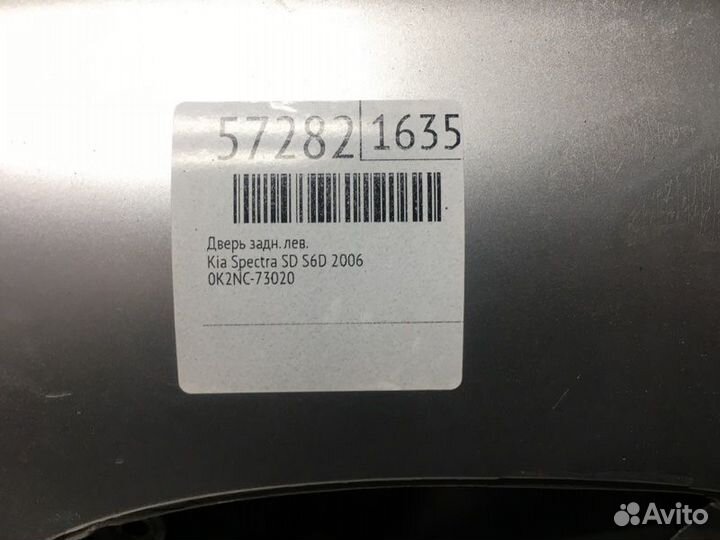 57282 1635
Дверь задн. лев.
Kia Spectra SD S6D 2006
0K2NC-73020
Avito